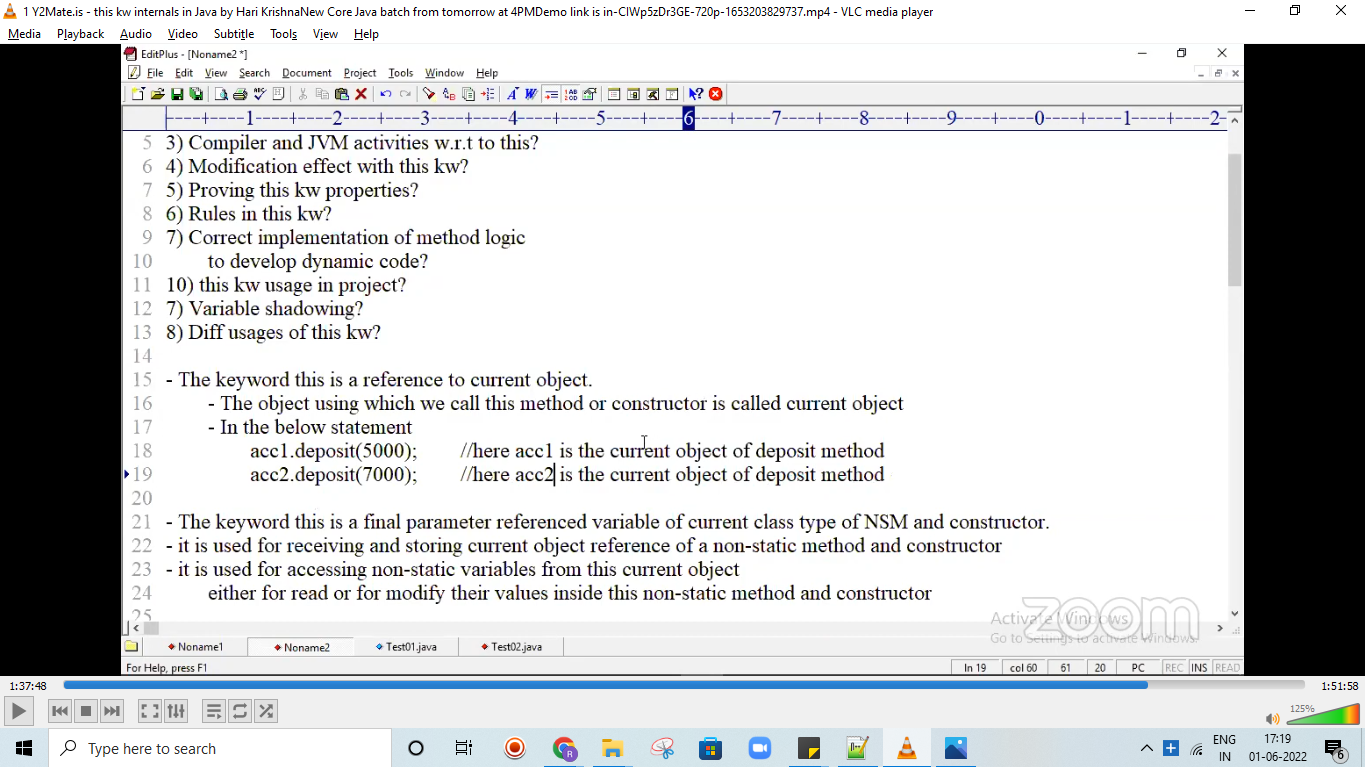 1 Y2Mate.is - this kw internals in Java by Hari KrishnaNew Core Java batch from tomorrow at 4PMDemo link is in-ClWp5zDr3GE-720p-1653203829737.mp4 - VLC media player
Media Playback Audio Video Subtitle Tools View Help
EditPlus - [Noname2 *]
File Edit View Search Document Project Tools Window Help
----+----1----+----2----+----3----+----4----+----5----+----6----+----7----+----8----+----9----+----0----+----1----+----2-
5 3) Compiler and JVM activities w.r.t to this?
6 4) Modification effect with this kw?
7 5) Proving this kw properties?
8 6) Rules in this kw?
9 7) Correct implementation of method logic
10 to develop dynamic code?
11 10) this kw usage in project?
12 7) Variable shadowing?
13 8) Diff usages of this kw?
14
15 - The keyword this is a reference to current object.
16 - The object using which we call this method or constructor is called current object
17 - In the below statement
18 acc1.deposit(5000); //here acc1 is the current object of deposit method
19 acc2.deposit(7000); //here acc2 is the current object of deposit method
20
21 - The keyword this is a final parameter referenced variable of current class type of NSM and constructor.
22 - it is used for receiving and storing current object reference of a non-static method and constructor
23 - it is used for accessing non-static variables from this current object
24 either for read or for modify their values inside this non-static method and constructor
25
Activate Windows
Go to Settings to activate Windows.
zoom
Noname1 Noname2 Test01.java Test02.java
For Help, press F1 ln 19 col 60 61 20 PC REC INS READ
1:37:48 1:51:58
125%
Type here to search
ENG
IN
17:19
01-06-2022
6